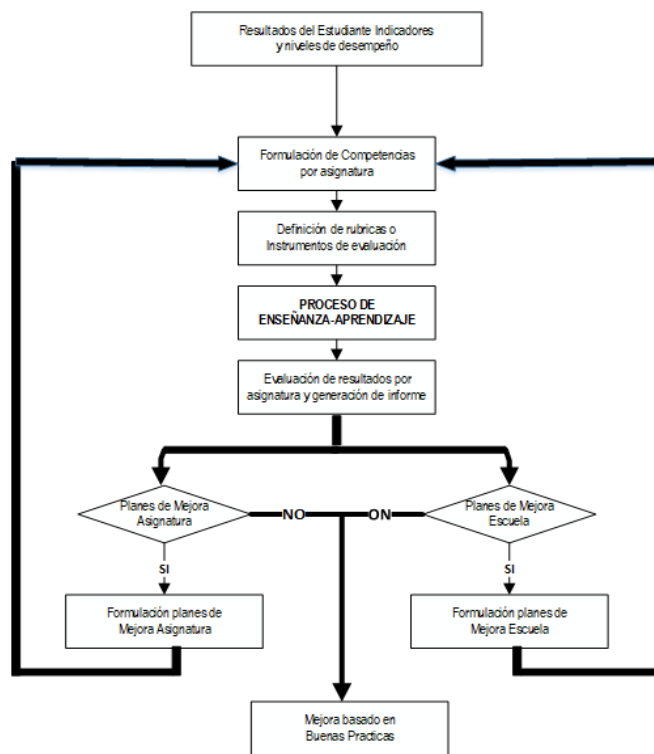 Resultados del Estudiante Indicadores
y niveles de desempeño
Formulación de Competencias
por asignatura
Definición de rubricas o
Instrumentos de evaluación
PROCESO DE
ENSEÑANZA-APRENDIZAJE
Evaluación de resultados por
asignatura y generación de informe
Planes de Mejora
Asignatura
NO
ON
Planes de Mejora
Escuela
SI
SI
Formulación planes de
Mejora Asignatura
Formulación planes de
Mejora Escuela
Mejora basado en
Buenas Practicas